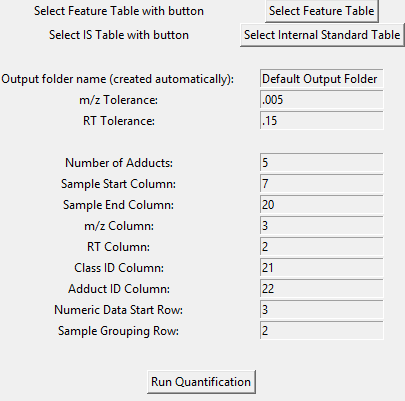 Select Feature Table with button Select Feature Table
Select IS Table with button Select Internal Standard Table
Output folder name (created automatically): Default Output Folder
m/z Tolerance: .005
RT Tolerance: .15
Number of Adducts: 5
Sample Start Column: 7
Sample End Column: 20
m/z Column: 3
RT Column: 2
Class ID Column: 21
Adduct ID Column: 22
Numeric Data Start Row: 3
Sample Grouping Row: 2
Run Quantification